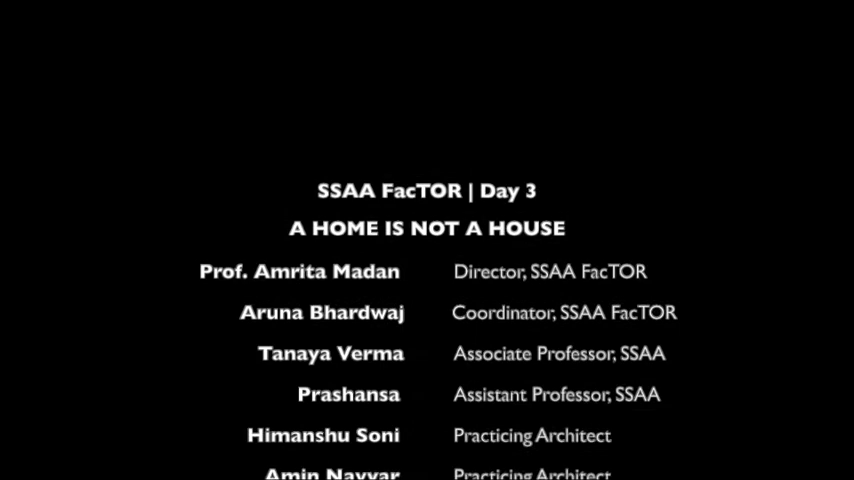 SSAA FacTOR | Day 3
A HOME IS NOT A HOUSE
Prof. Amrita Madan Director, SSAA FacTOR
Aruna Bhardwaj Coordinator, SSAA FacTOR
Tanaya Verma Associate Professor, SSAA
Prashansa Assistant Professor, SSAA
Himanshu Soni Practicing Architect
Amin Nayyar Practicing Architect